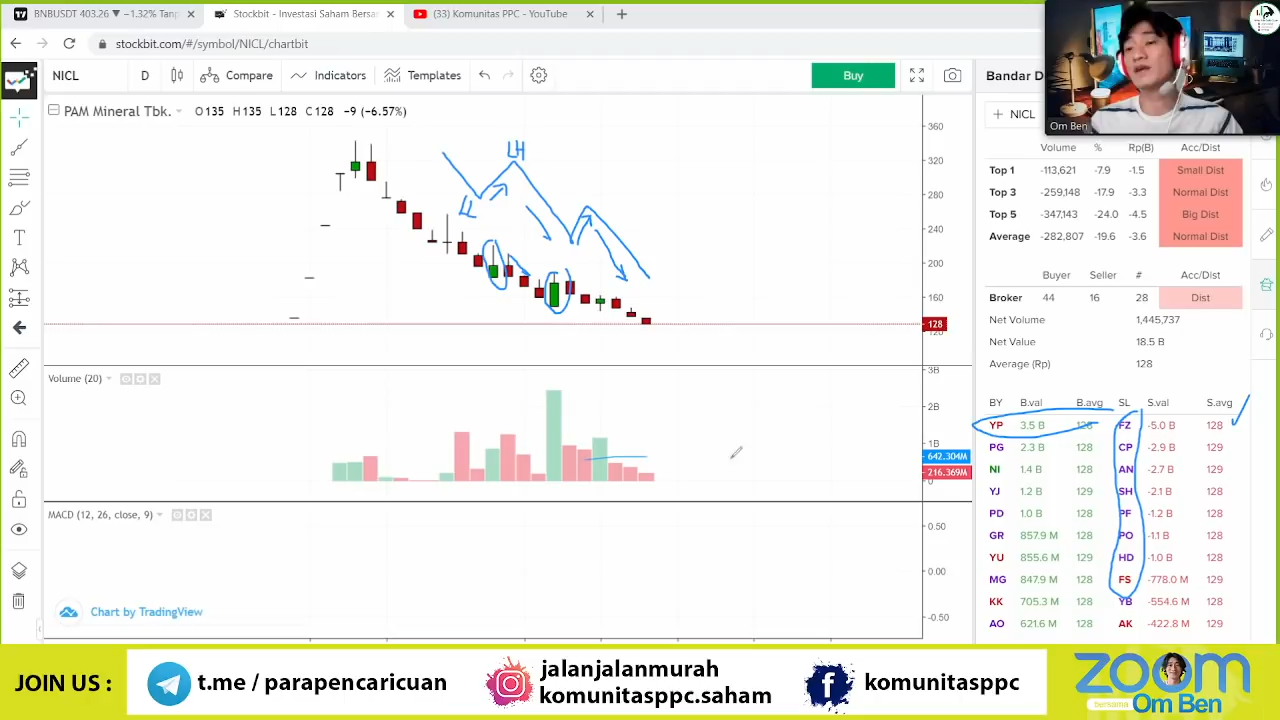 BNBUSDT 403.26 ▼ −1.32% Tanp
Stockbit - Investasi Saham Bersa
(33) Komunitas PPC - YouTube
stockbit.com/#/symbol/NICL/chartbit
NICL
D
Compare
Indicators
Templates
Buy
Bandar D
Om Ben
PAM Mineral Tbk.
O135 H135 L128 C128 -9 (-6.57%)
+ NICL
LH
LL
360
320
280
240
200
160
128
120
Volume % Rp(B) Acc/Dist
Top 1 -113,621 -7.9 -1.5 Small Dist
Top 3 -259,148 -17.9 -3.3 Normal Dist
Top 5 -347,143 -24.0 -4.5 Big Dist
Average -282,807 -19.6 -3.6 Normal Dist
Buyer Seller # Acc/Dist
Broker 44 16 28 Dist
Net Volume 1,445,737
Net Value 18.5 B
Average (Rp) 128
Volume (20)
3B
2B
1B
642.304M
216.369M
0
BY B.val B.avg SL S.val S.avg
YP 3.5 B 128 FZ -5.0 B 128
PG 2.3 B 128 CP -2.9 B 129
NI 1.4 B 128 AN -2.7 B 129
YJ 1.2 B 129 SH -2.1 B 128
PD 1.0 B 128 PF -1.2 B 128
GR 857.9 M 128 PO -1.1 B 128
YU 855.6 M 129 HD -1.0 B 128
MG 847.9 M 128 FS -778.0 M 129
KK 705.3 M 128 YB -554.6 M 128
AO 621.6 M 128 AK -422.8 M 129
MACD (12, 26, close, 9)
0.50
0.00
-0.50
Chart by TradingView
JOIN US :
t.me / parapencaricuan
jalanjalanmurah
komunitasppc.saham
komunitasppc
zoom
bersama Om Ben